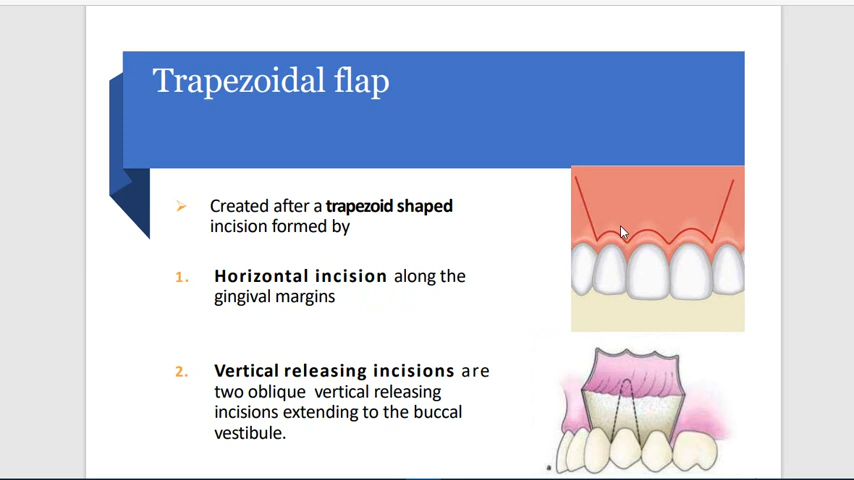 Trapezoidal flap
➢ Created after a trapezoid shaped
incision formed by
1. Horizontal incision along the
gingival margins
2. Vertical releasing incisions are
two oblique vertical releasing
incisions extending to the buccal
vestibule.